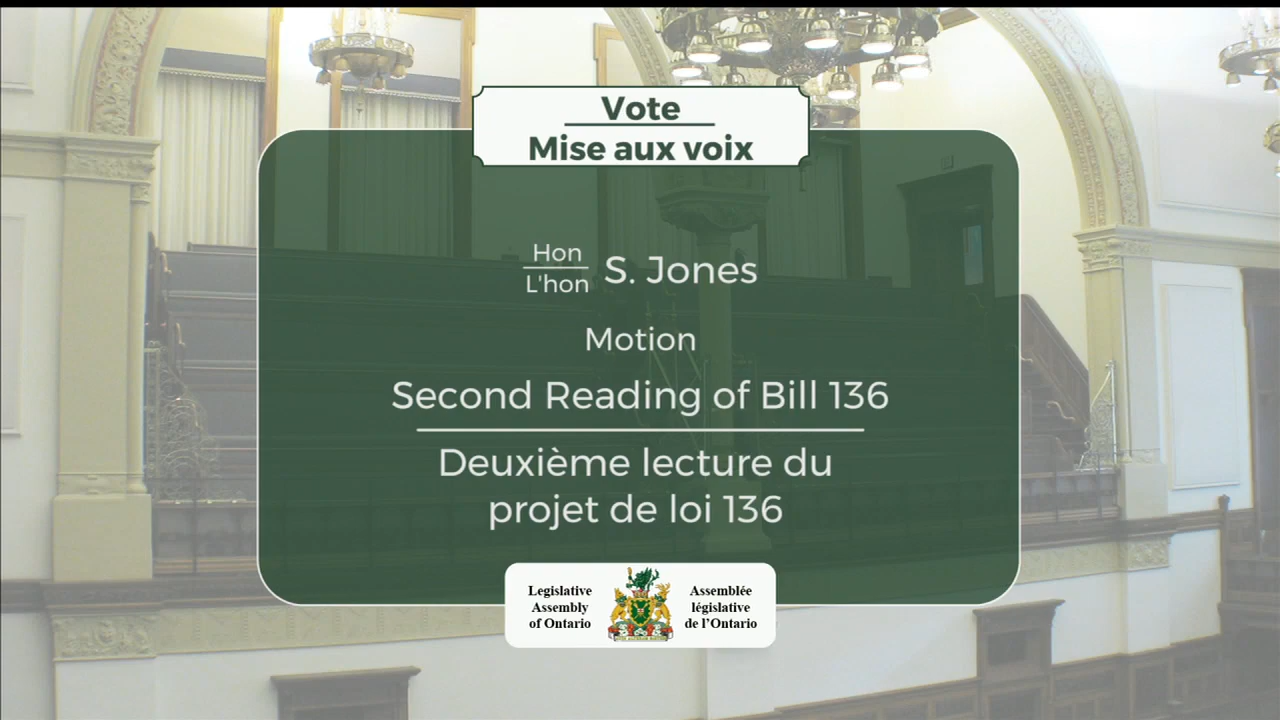 Vote
Mise aux voix
Hon
L'hon
S. Jones
Motion
Second Reading of Bill 136
Deuxième lecture du
projet de loi 136
Legislative
Assembly
of Ontario
Assemblée
législative
de l'Ontario